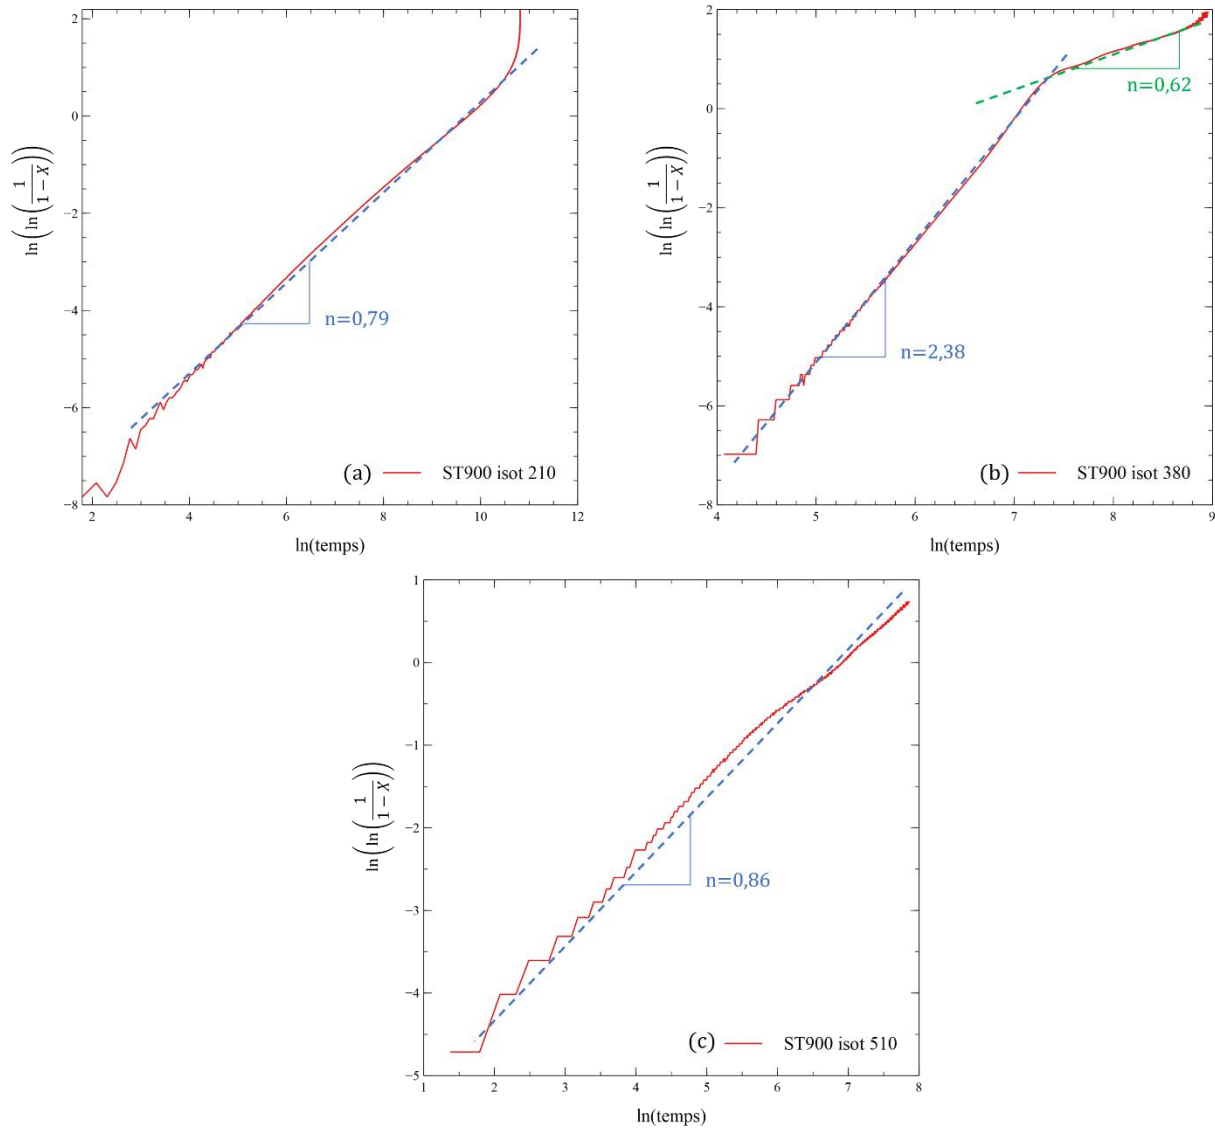 2
0
−2
−4
−6
−8
2
4
6
8
10
12
ln(temps)
ln(ln(1/(1 − X)))
n=0,79
(a)
ST900 isot 210
2
0
−2
−4
−6
−8
4
5
6
7
8
9
ln(temps)
ln(ln(1/(1 − X)))
n=0,62
n=2,38
(b)
ST900 isot 380
1
0
−1
−2
−3
−4
−5
1
2
3
4
5
6
7
8
ln(temps)
ln(ln(1/(1 − X)))
n=0,86
(c)
ST900 isot 510